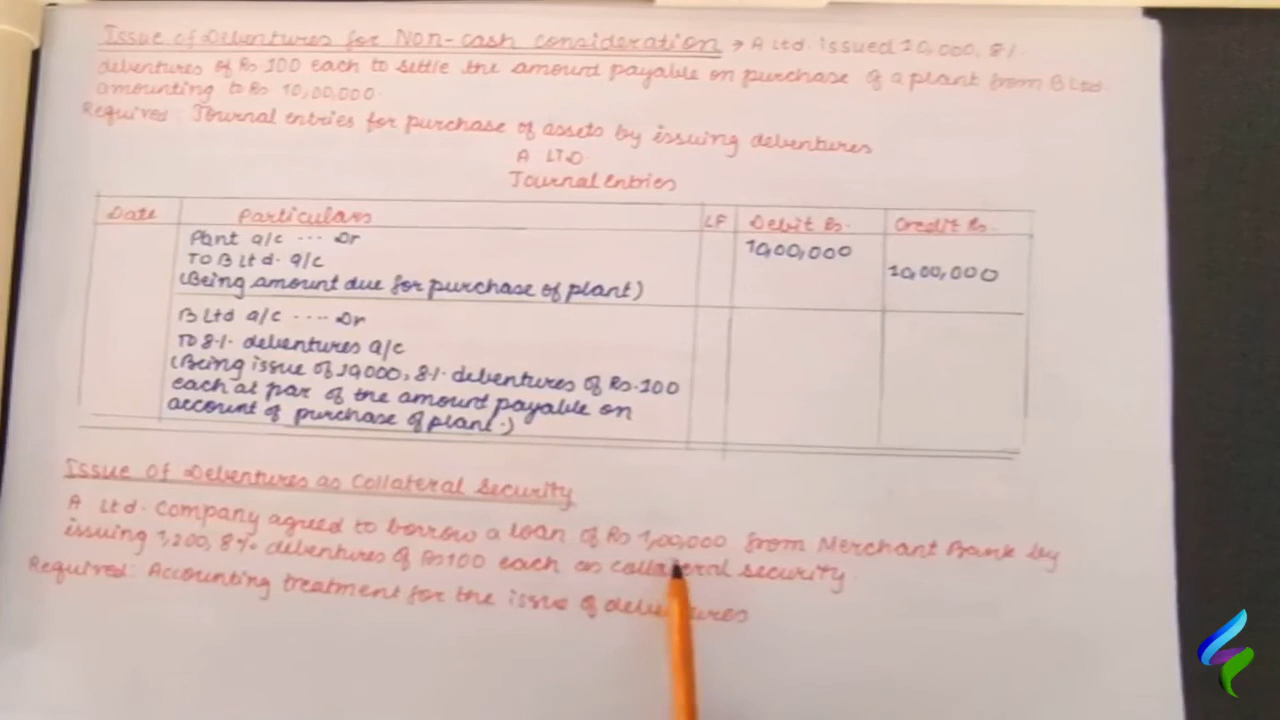 Issue of Debentures for Non-cash consideration → A Ltd. issued 10,000, 8%
debentures of Rs.100 each to settle the amount payable on purchase of a plant from B Ltd.
amounting to Rs 10,00,000.
Required: Journal entries for purchase of assets by issuing debentures
A LTD.
Journal entries
Date Particulars LF Debit Rs. Credit Rs.
Plant a/c .... Dr 10,00,000
To B Ltd. a/c 10,00,000
(Being amount due for purchase of plant)
B Ltd a/c .... Dr
To 8% debentures a/c
(Being issue of 10,000, 8% debentures of Rs.100
each at par of the amount payable on
account of purchase of plant.)
Issue of Debentures as Collateral Security
A Ltd. Company agreed to borrow a loan of Rs 1,00,000 from Merchant Bank by
issuing 1,200, 8% debentures of Rs100 each as collateral security.
Required: Accounting treatment for the issue of debentures